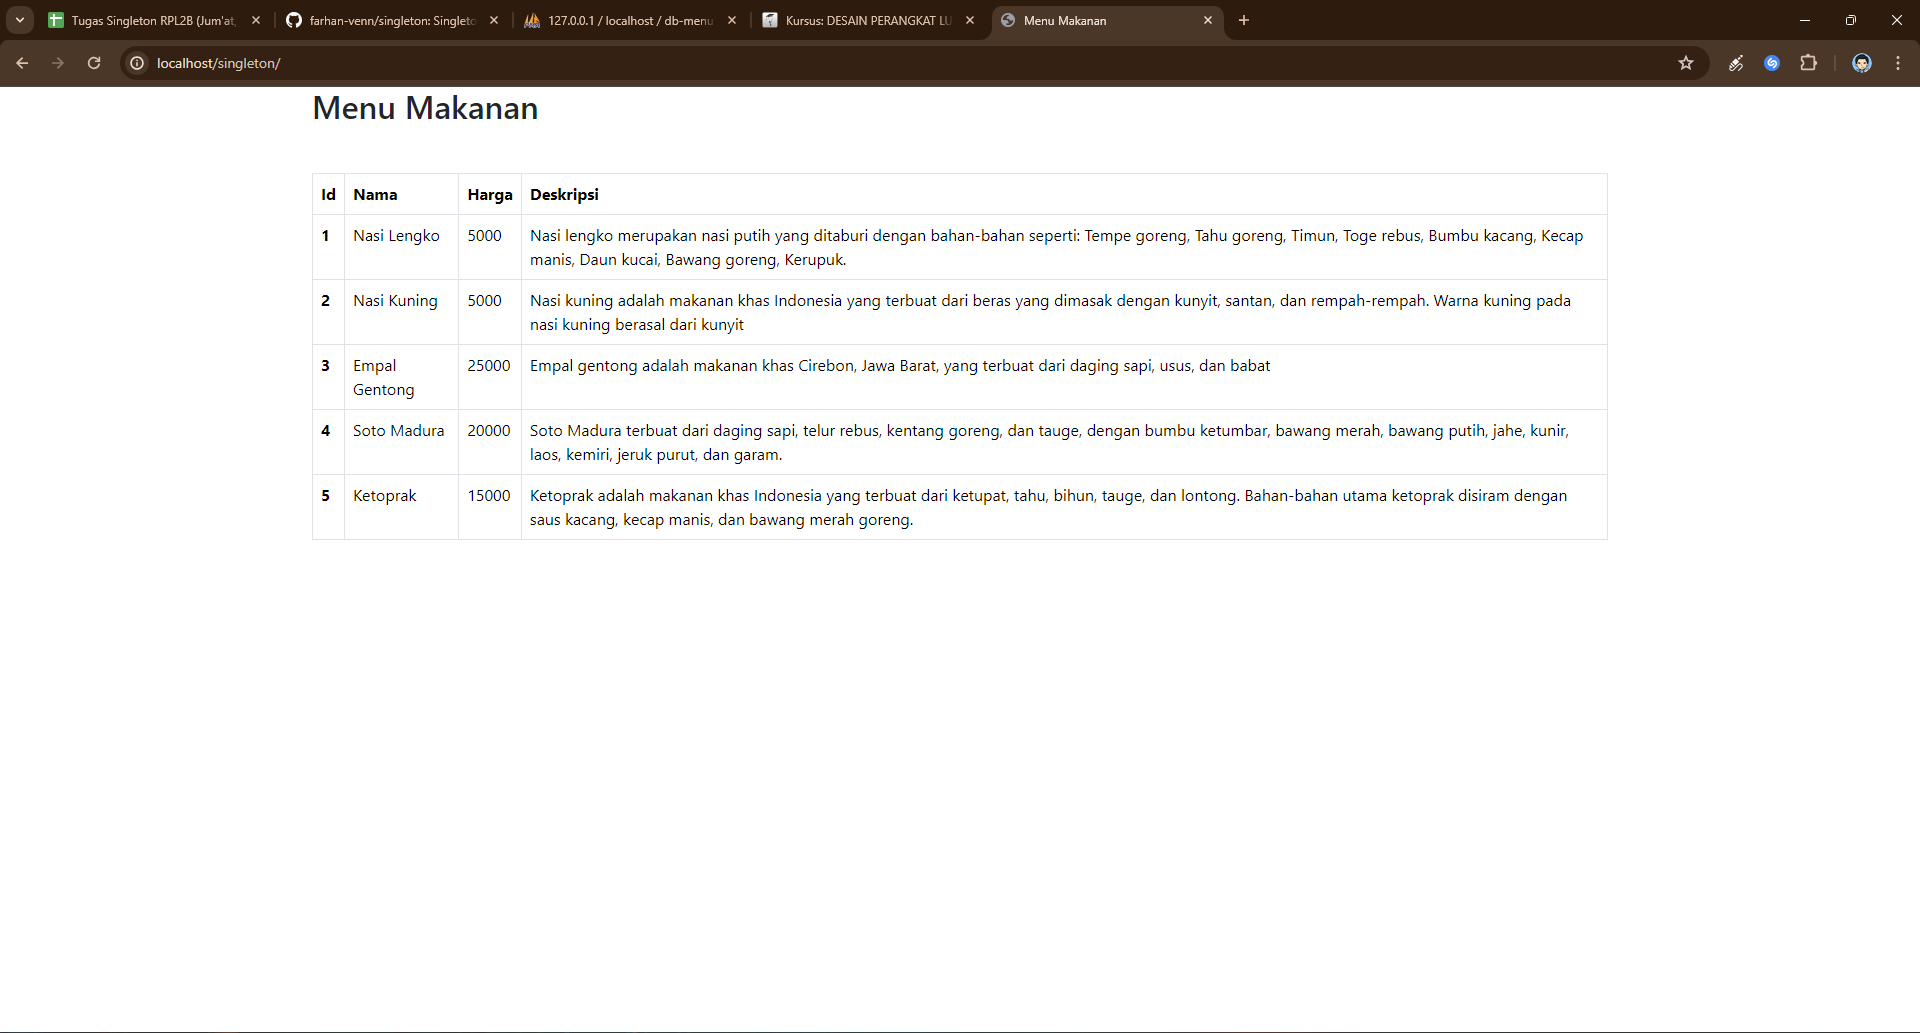 Tugas Singleton RPL2B (Jum'at,
farhan-venn/singleton: Singleto
127.0.0.1 / localhost / db-menu
Kursus: DESAIN PERANGKAT LU
Menu Makanan
localhost/singleton/
Menu Makanan
Id Nama Harga Deskripsi
1 Nasi Lengko 5000 Nasi lengko merupakan nasi putih yang ditaburi dengan bahan-bahan seperti: Tempe goreng, Tahu goreng, Timun, Toge rebus, Bumbu kacang, Kecap
manis, Daun kucai, Bawang goreng, Kerupuk.
2 Nasi Kuning 5000 Nasi kuning adalah makanan khas Indonesia yang terbuat dari beras yang dimasak dengan kunyit, santan, dan rempah-rempah. Warna kuning pada
nasi kuning berasal dari kunyit
3 Empal 25000 Empal gentong adalah makanan khas Cirebon, Jawa Barat, yang terbuat dari daging sapi, usus, dan babat
Gentong
4 Soto Madura 20000 Soto Madura terbuat dari daging sapi, telur rebus, kentang goreng, dan tauge, dengan bumbu ketumbar, bawang merah, bawang putih, jahe, kunir,
laos, kemiri, jeruk purut, dan garam.
5 Ketoprak 15000 Ketoprak adalah makanan khas Indonesia yang terbuat dari ketupat, tahu, bihun, tauge, dan lontong. Bahan-bahan utama ketoprak disiram dengan
saus kacang, kecap manis, dan bawang merah goreng.